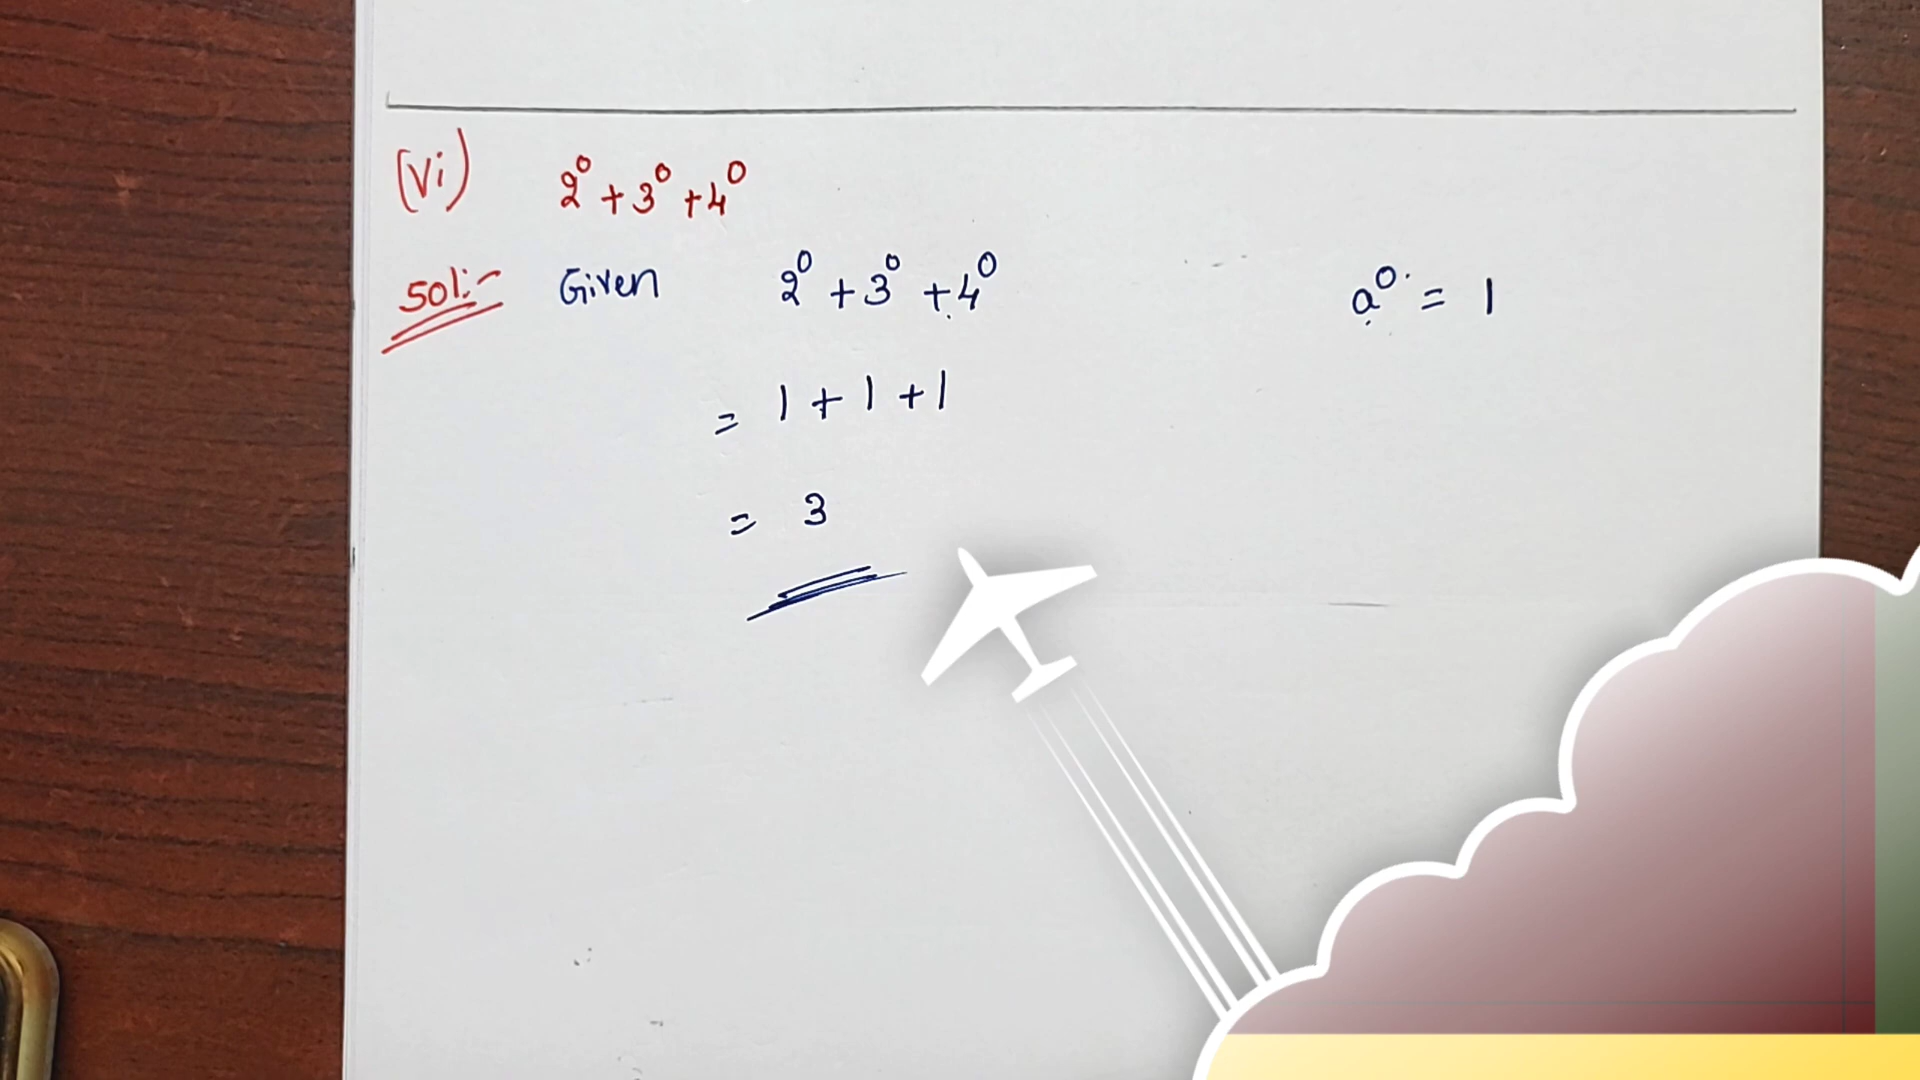 (Vi) 2⁰ + 3⁰ + 4⁰
Sol:- Given 2⁰ + 3⁰ + 4⁰ a⁰ = 1
= 1 + 1 + 1
= 3